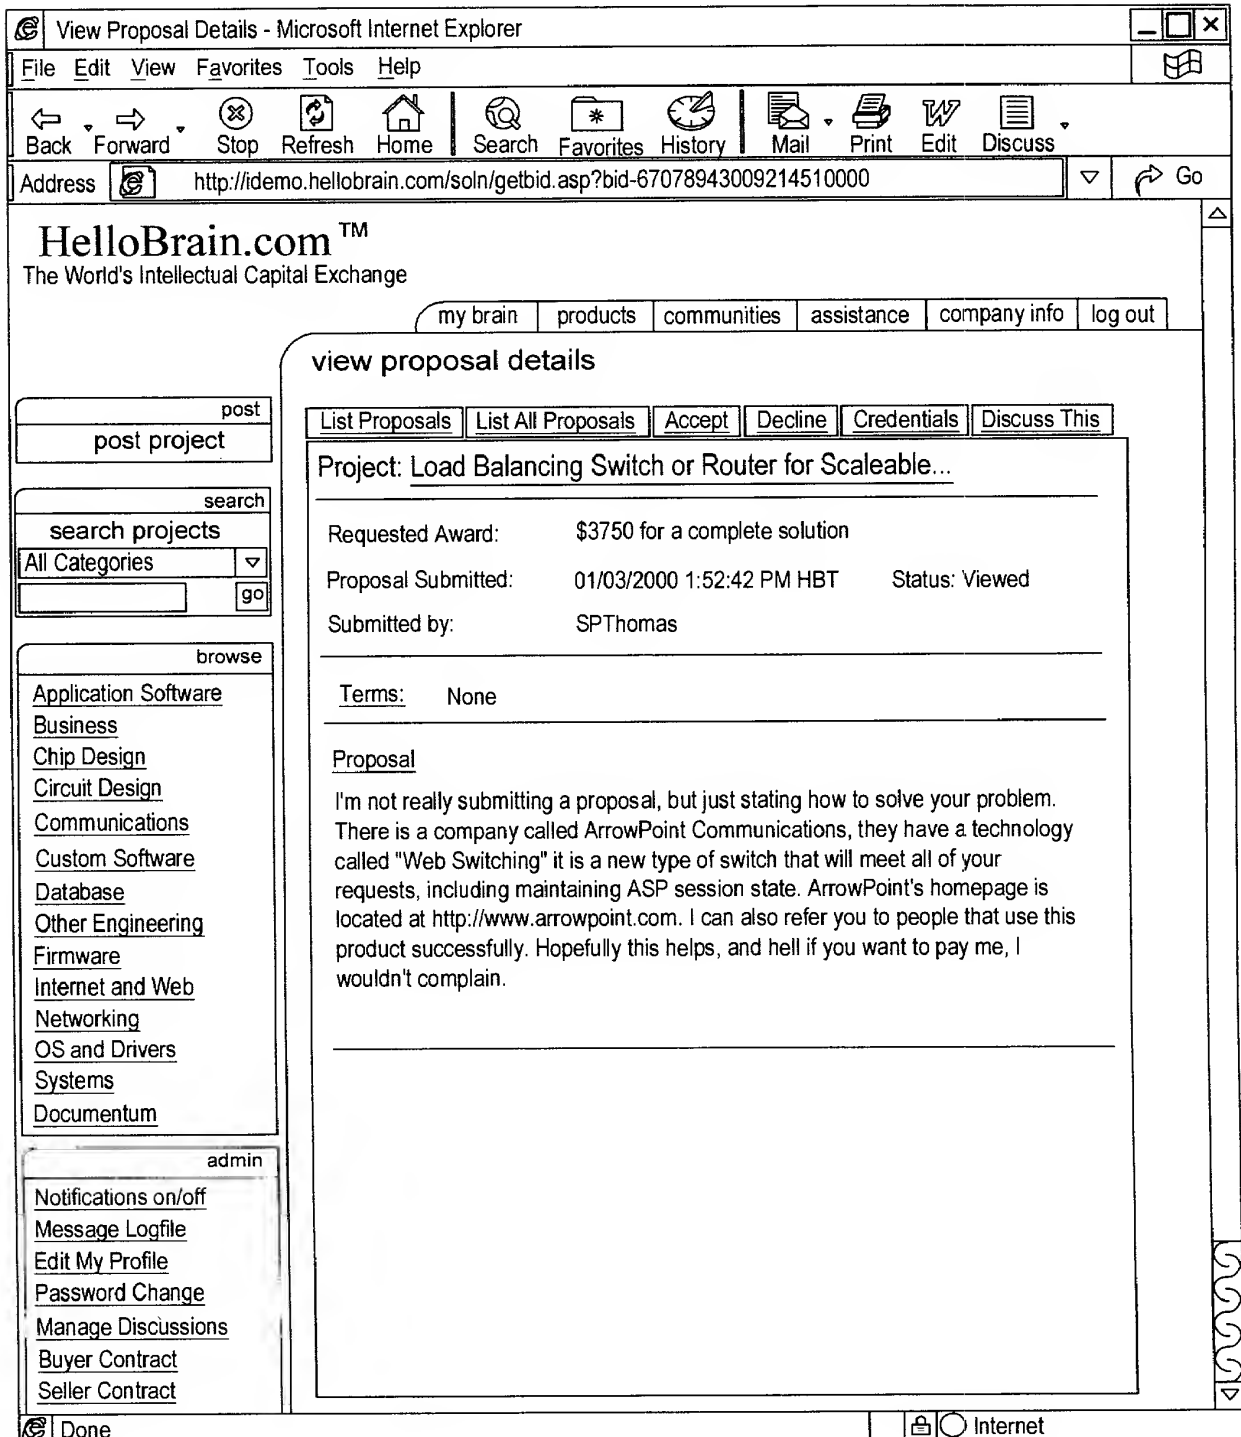 View Proposal Details - Microsoft Internet Explorer
File Edit View Favorites Tools Help
Back Forward Stop Refresh Home Search Favorites History Mail Print Edit Discuss
Address http://idemo.hellobrain.com/soln/getbid.asp?bid-67078943009214510000 Go
HelloBrain.com™
The World's Intellectual Capital Exchange
my brain products communities assistance company info log out
view proposal details
post
post project
search
search projects
All Categories
go
browse
Application Software
Business
Chip Design
Circuit Design
Communications
Custom Software
Database
Other Engineering
Firmware
Internet and Web
Networking
OS and Drivers
Systems
Documentum
admin
Notifications on/off
Message Logfile
Edit My Profile
Password Change
Manage Discussions
Buyer Contract
Seller Contract
List Proposals List All Proposals Accept Decline Credentials Discuss This
Project: Load Balancing Switch or Router for Scaleable...
Requested Award: $3750 for a complete solution
Proposal Submitted: 01/03/2000 1:52:42 PM HBT Status: Viewed
Submitted by: SPThomas
Terms: None
Proposal
I'm not really submitting a proposal, but just stating how to solve your problem.
There is a company called ArrowPoint Communications, they have a technology
called "Web Switching" it is a new type of switch that will meet all of your
requests, including maintaining ASP session state. ArrowPoint's homepage is
located at http://www.arrowpoint.com. I can also refer you to people that use this
product successfully. Hopefully this helps, and hell if you want to pay me, I
wouldn't complain.
Done Internet